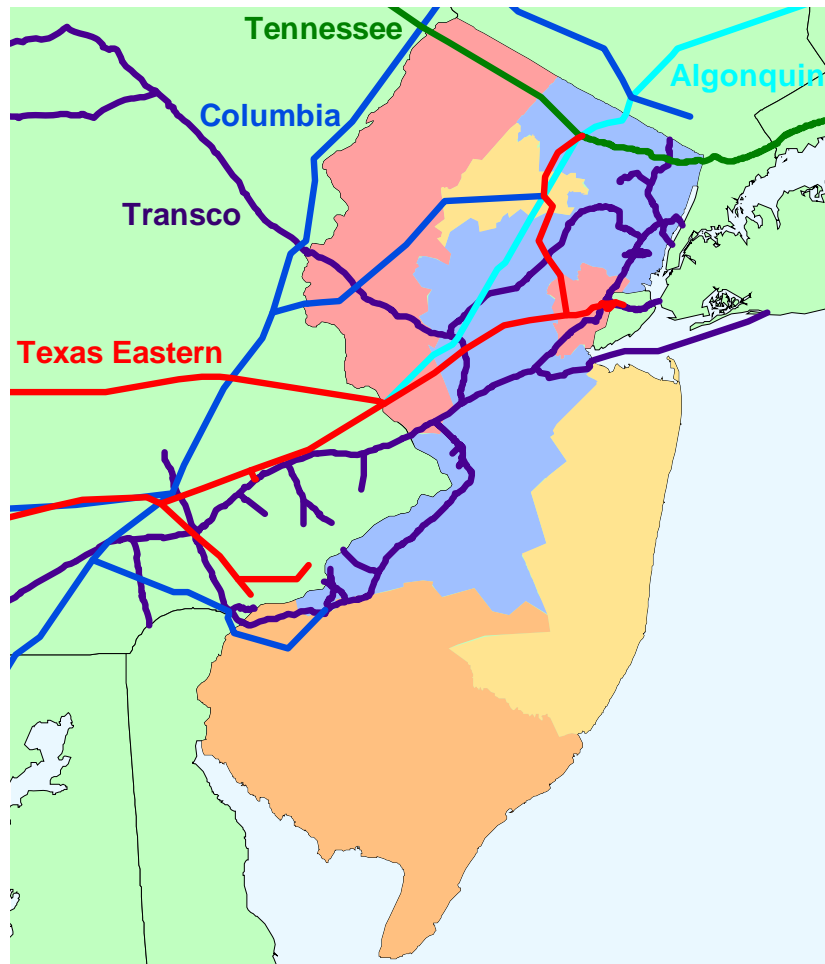 Tennessee
Algonquin
Columbia
Transco
Texas Eastern